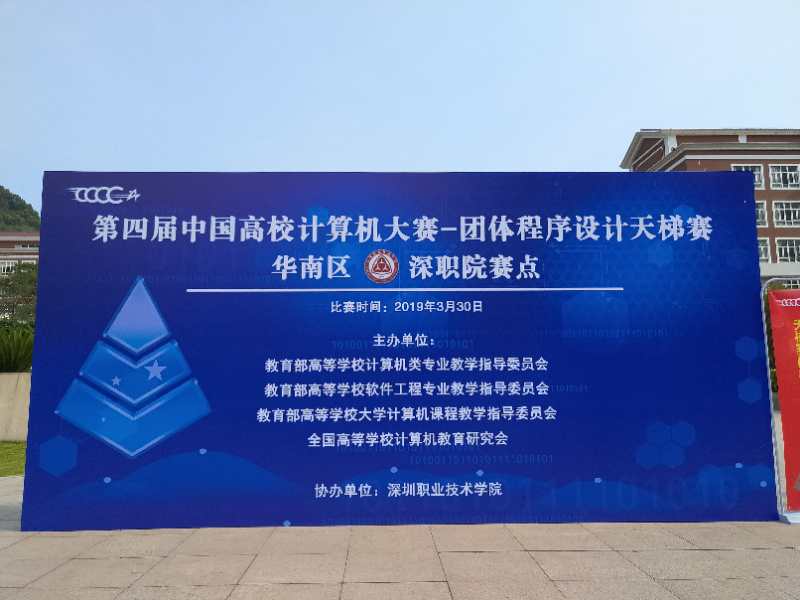 CCCC
第四届中国高校计算机大赛-团体程序设计天梯赛
华南区 深职院赛点
比赛时间：2019年3月30日
主办单位：
教育部高等学校计算机类专业教学指导委员会
教育部高等学校软件工程专业教学指导委员会
教育部高等学校大学计算机课程教学指导委员会
全国高等学校计算机教育研究会
协办单位：深圳职业技术学院